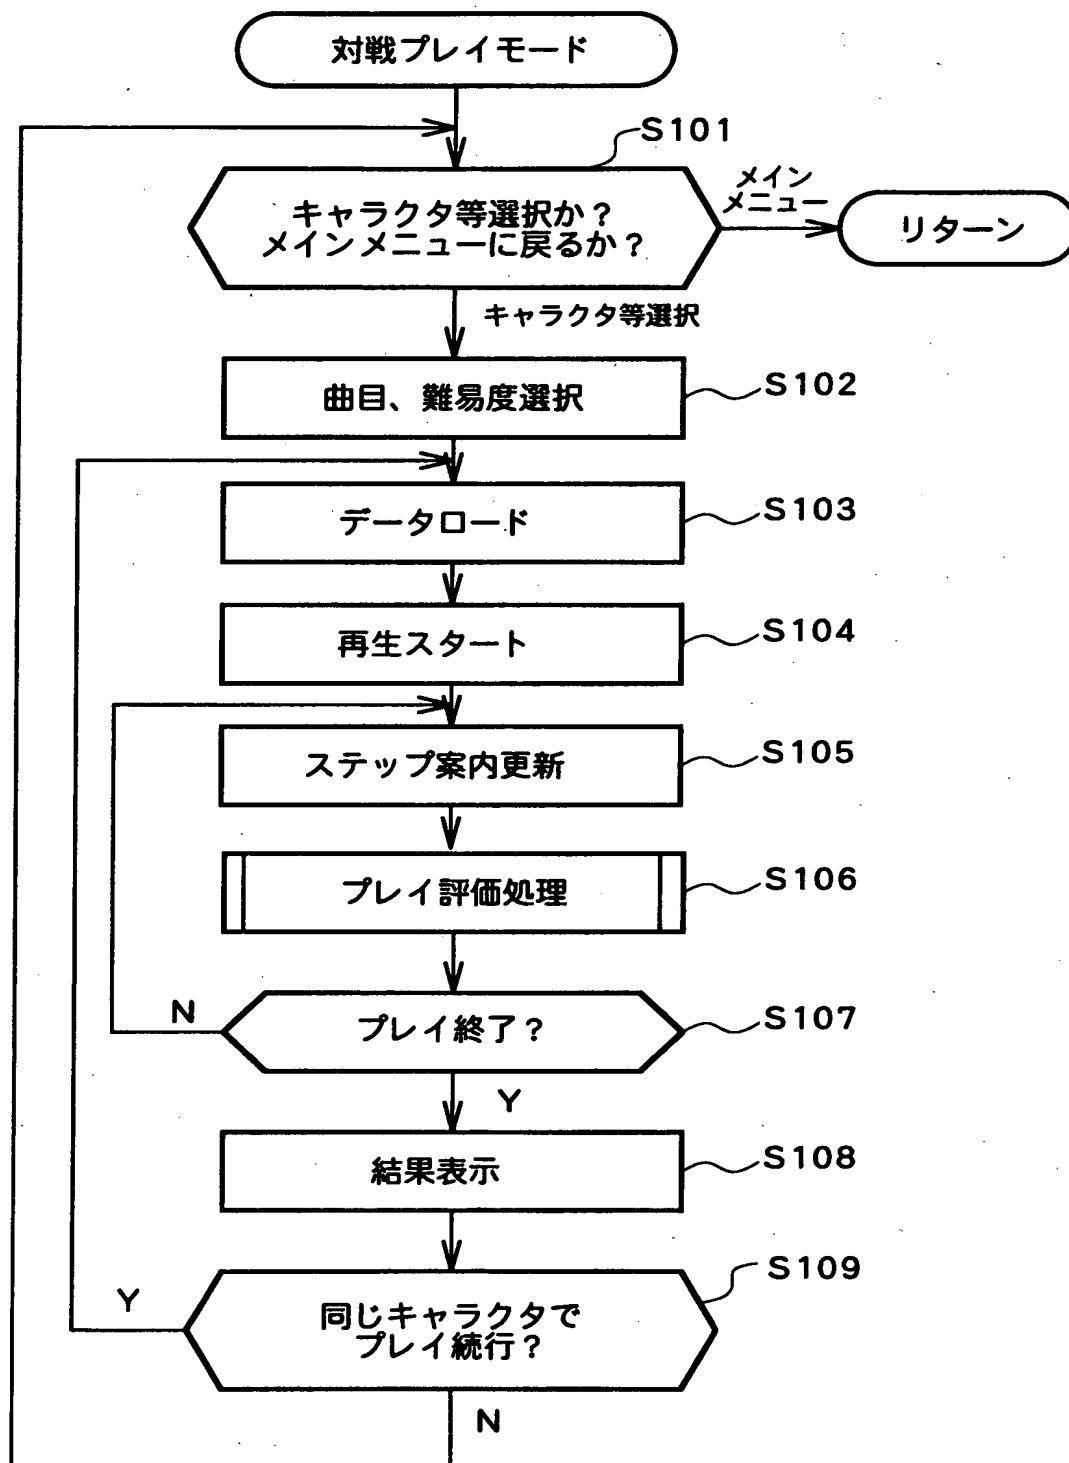 対戦プレイモード
S101
キャラクタ等選択か?
メインメニューに戻るか?
メイン
メニュー
リターン
キャラクタ等選択
曲目、難易度選択
S102
データロード
S103
再生スタート
S104
ステップ案内更新
S105
プレイ評価処理
S106
プレイ終了?
S107
N
Y
結果表示
S108
同じキャラクタで
プレイ続行?
S109
Y
N